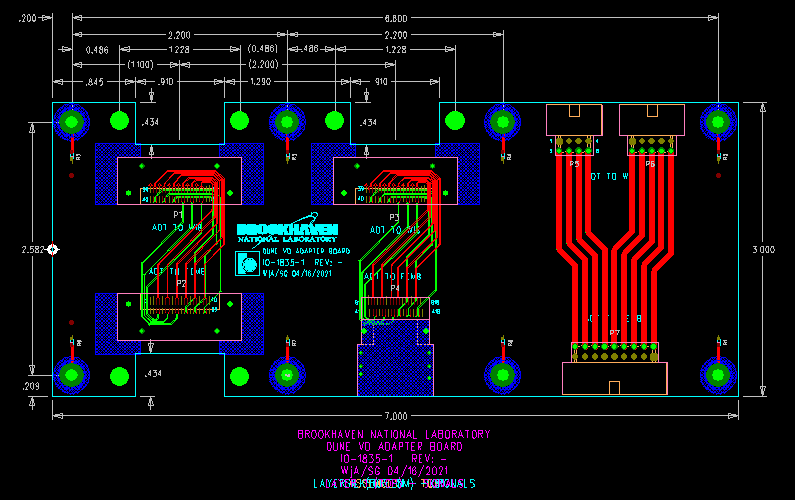 .200 6.800
2.200 2.200
0.486 1.228 (0.486) .486 1.228
(1.100) (2.200)
.845 .910 1.290 .910
.434 .434
R3
P5 P6
39
40
P1 P3
ADT TO WIB ADT TO WIB
BROOKHAVEN
NATIONAL LABORATORY
DUNE VD ADAPTER BOARD
IO-1835-1 REV: -
WJA/SG 04/16/2021
2.582 3.000
ADT TO FEMB ADT TO FEMB
P2 P4
P7
.434
.209
7.000
BROOKHAVEN NATIONAL LABORATORY
DUNE VD ADAPTER BOARD
IO-1835-1 REV: -
WJA/SG 04/16/2021